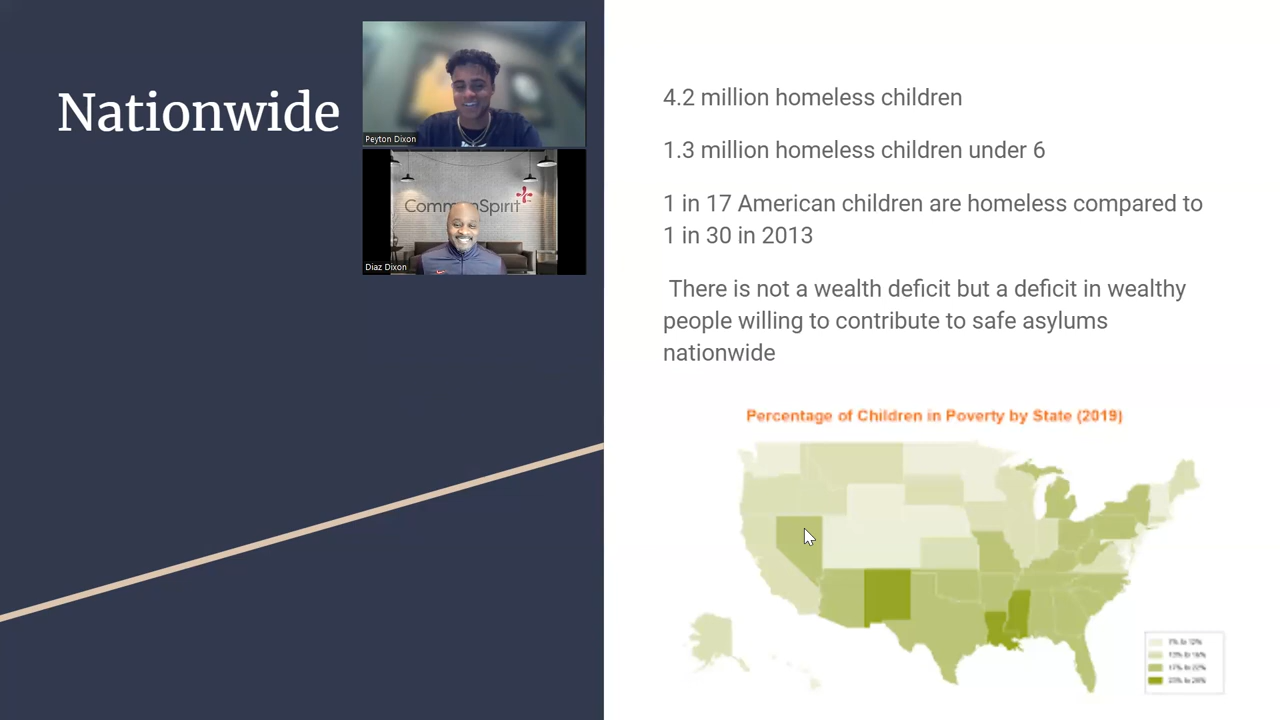 Nationwide
Peyton Dixon
CommonSpirit
Diaz Dixon
4.2 million homeless children
1.3 million homeless children under 6
1 in 17 American children are homeless compared to
1 in 30 in 2013
There is not a wealth deficit but a deficit in wealthy
people willing to contribute to safe asylums
nationwide
Percentage of Children in Poverty by State (2019)